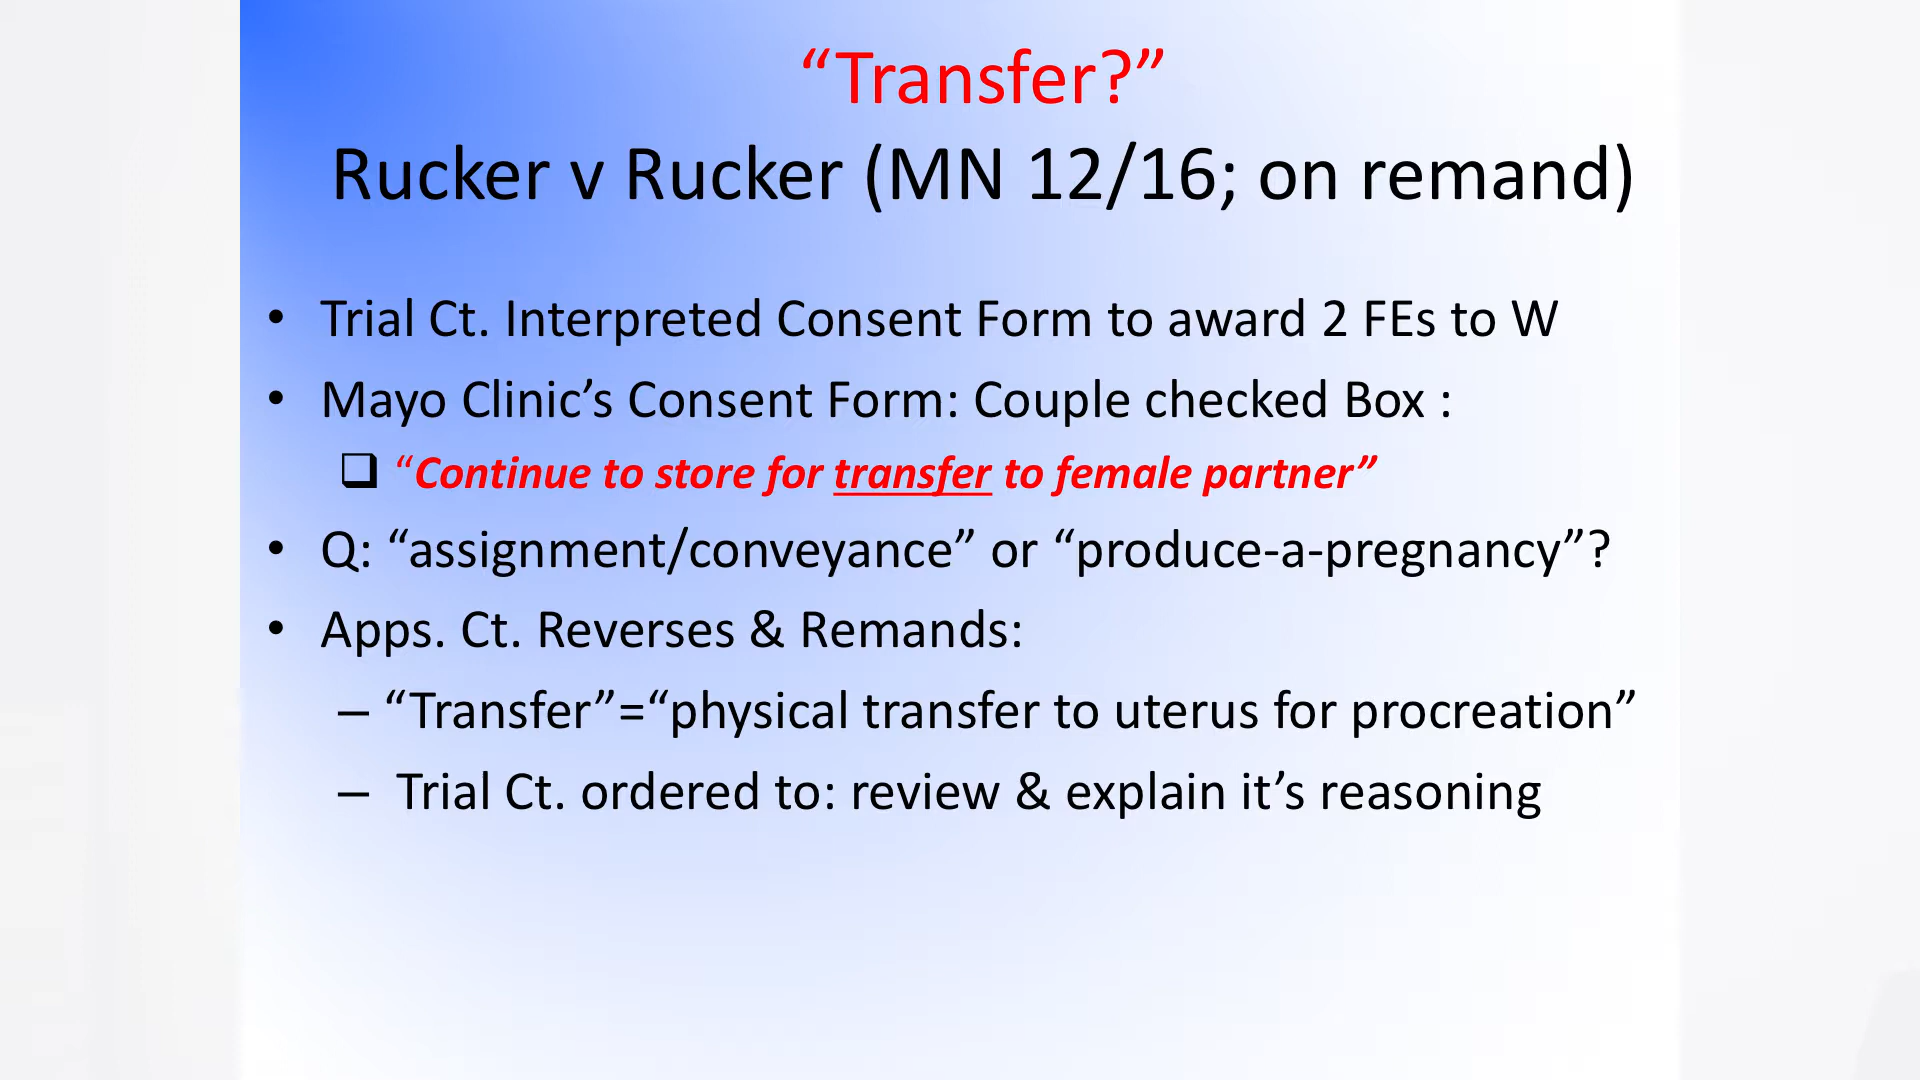 “Transfer?”
Rucker v Rucker (MN 12/16; on remand)
• Trial Ct. Interpreted Consent Form to award 2 FEs to W
• Mayo Clinic’s Consent Form: Couple checked Box :
❑ “Continue to store for transfer to female partner”
• Q: “assignment/conveyance” or “produce-a-pregnancy”?
• Apps. Ct. Reverses & Remands:
– “Transfer”=“physical transfer to uterus for procreation”
– Trial Ct. ordered to: review & explain it’s reasoning